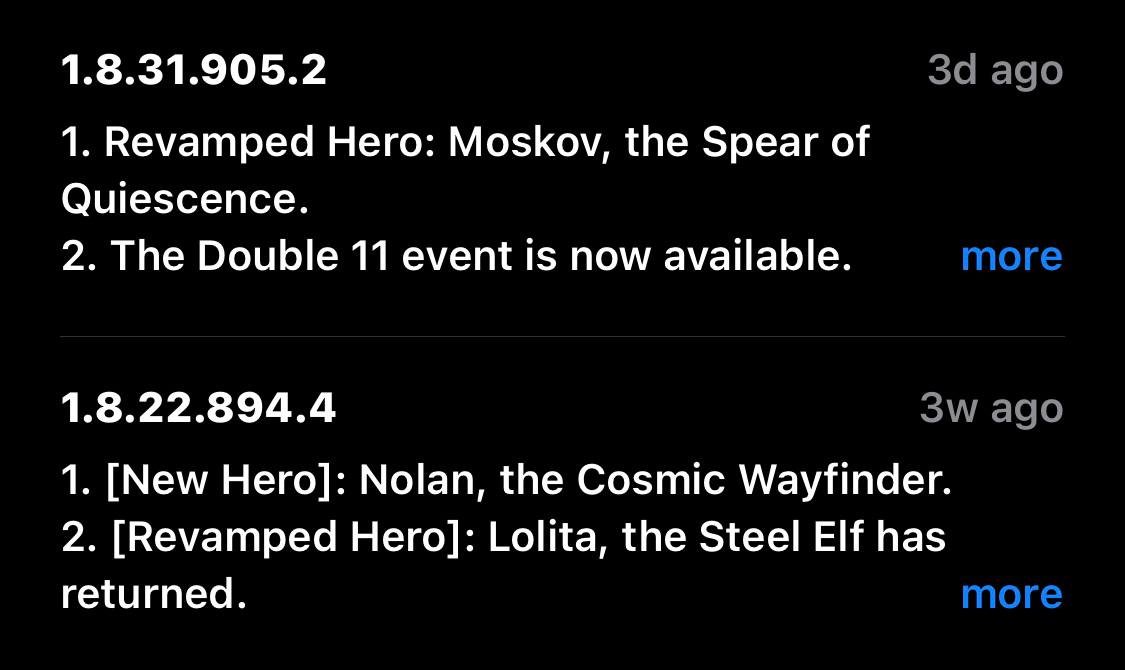 1.8.31.905.2
3d ago
1. Revamped Hero: Moskov, the Spear of
Quiescence.
2. The Double 11 event is now available.
more
1.8.22.894.4
3w ago
1. [New Hero]: Nolan, the Cosmic Wayfinder.
2. [Revamped Hero]: Lolita, the Steel Elf has
returned.
more